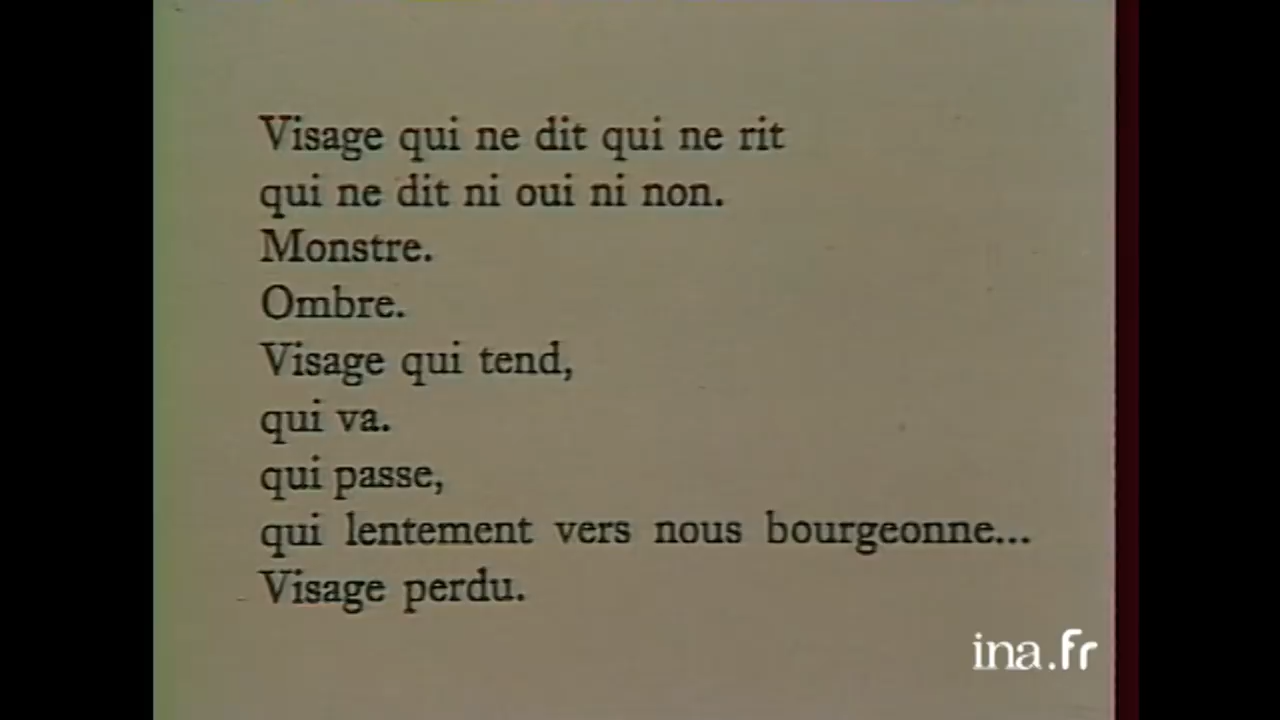 Visage qui ne dit qui ne rit
qui ne dit ni oui ni non.
Monstre.
Ombre.
Visage qui tend,
qui va.
qui passe,
qui lentement vers nous bourgeonne...
Visage perdu.
ina.fr